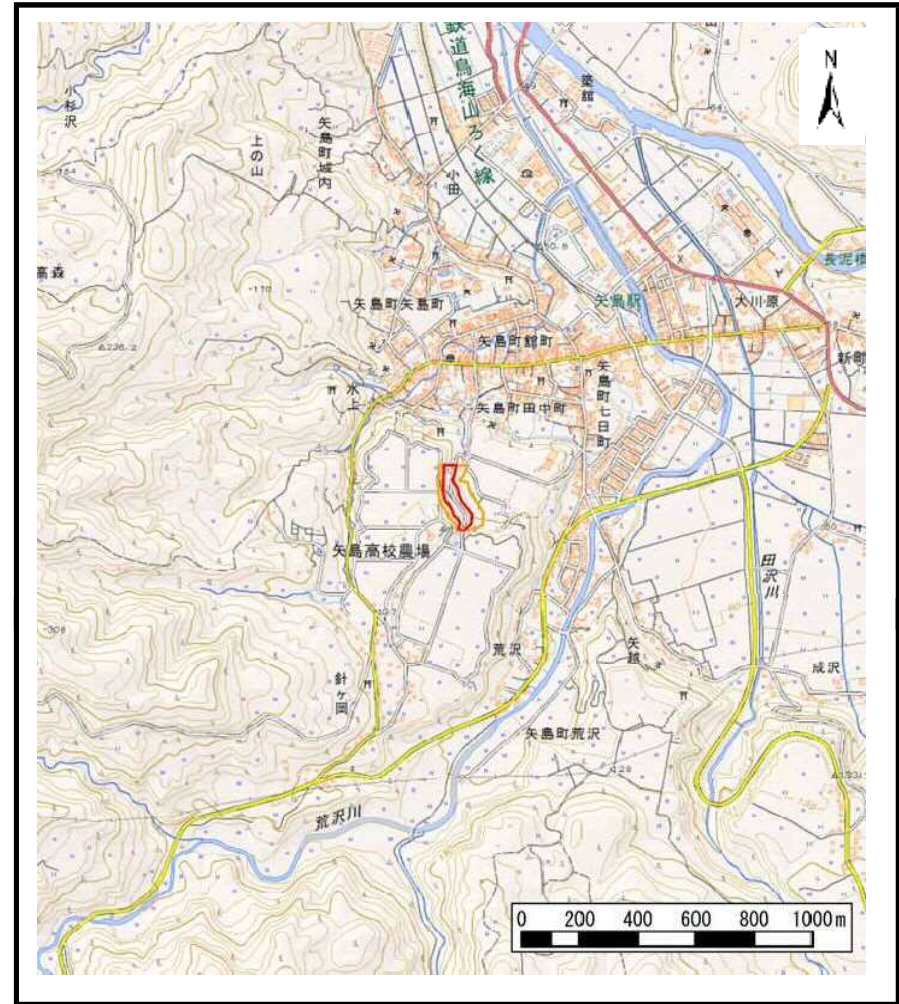 N
鉄道鳥海山ろく線
築舘
小杉沢
矢島町城内
上の山
小田
長泥橋
高森
矢島駅
大川原
矢島町矢島町
矢島町舘町
新町
水上
矢島町七日町
矢島町田中町
矢島高校農場
田沢川
荒沢
矢越
成沢
針ヶ岡
矢島町荒沢
荒沢川
0 200 400 600 800 1000m